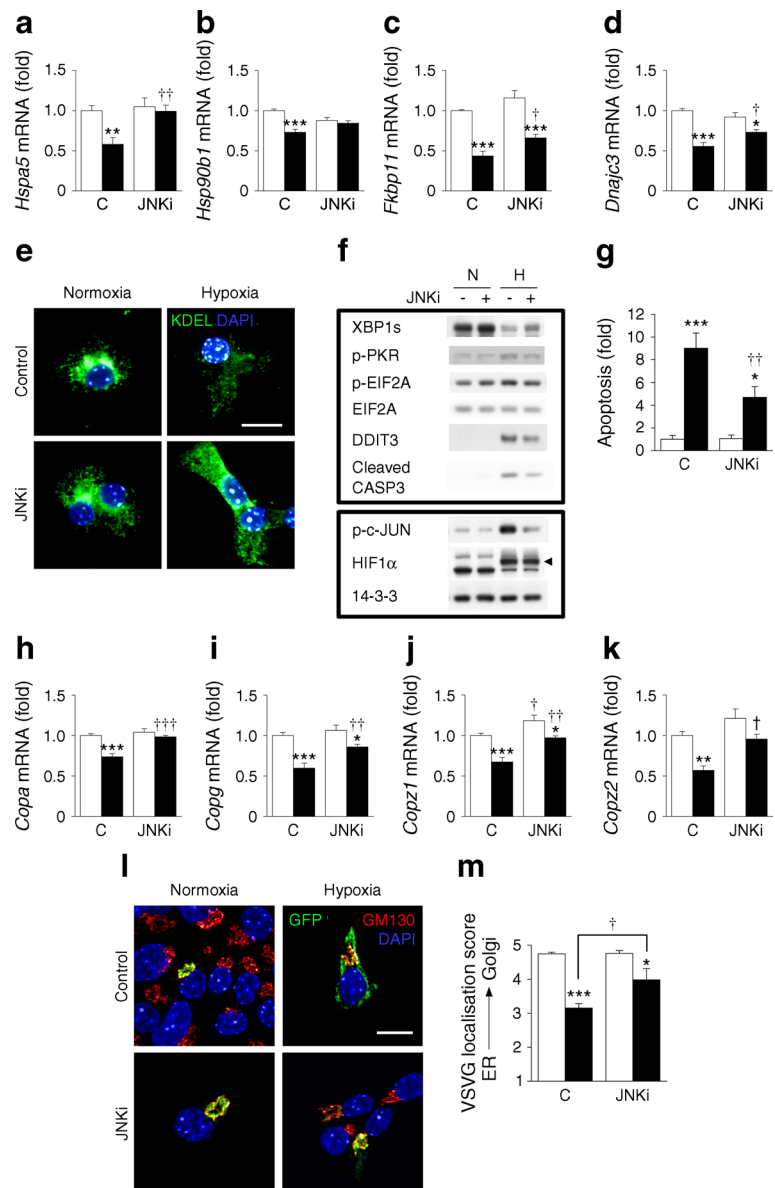 a
Hspa5 mRNA (fold)
1.5
1.0
0.5
0
**
††
C JNKi
b
Hsp90b1 mRNA (fold)
1.5
1.0
0.5
0
***
C JNKi
c
Fkbp11 mRNA (fold)
1.5
1.0
0.5
0
***
†
***
C JNKi
d
Dnajc3 mRNA (fold)
1.5
1.0
0.5
0
***
†
*
C JNKi
e
Normoxia Hypoxia
KDEL DAPI
Control
JNKi
f
N H
JNKi - + - +
XBP1s
p-PKR
p-EIF2A
EIF2A
DDIT3
Cleaved
CASP3
p-c-JUN
HIF1α
14-3-3
g
Apoptosis (fold)
12
10
8
6
4
2
0
***
††
*
C JNKi
h
Copa mRNA (fold)
1.5
1.0
0.5
0
***
†††
C JNKi
i
Copg mRNA (fold)
1.5
1.0
0.5
0
***
††
*
C JNKi
j
Copz1 mRNA (fold)
1.5
1.0
0.5
0
***
†
††
*
C JNKi
k
Copz2 mRNA (fold)
1.5
1.0
0.5
0
**
†
C JNKi
l
Normoxia Hypoxia
GFP GM130
DAPI
Control
JNKi
m
VSVG localisation score
ER Golgi
5
4
3
2
1
***
†
*
C JNKi